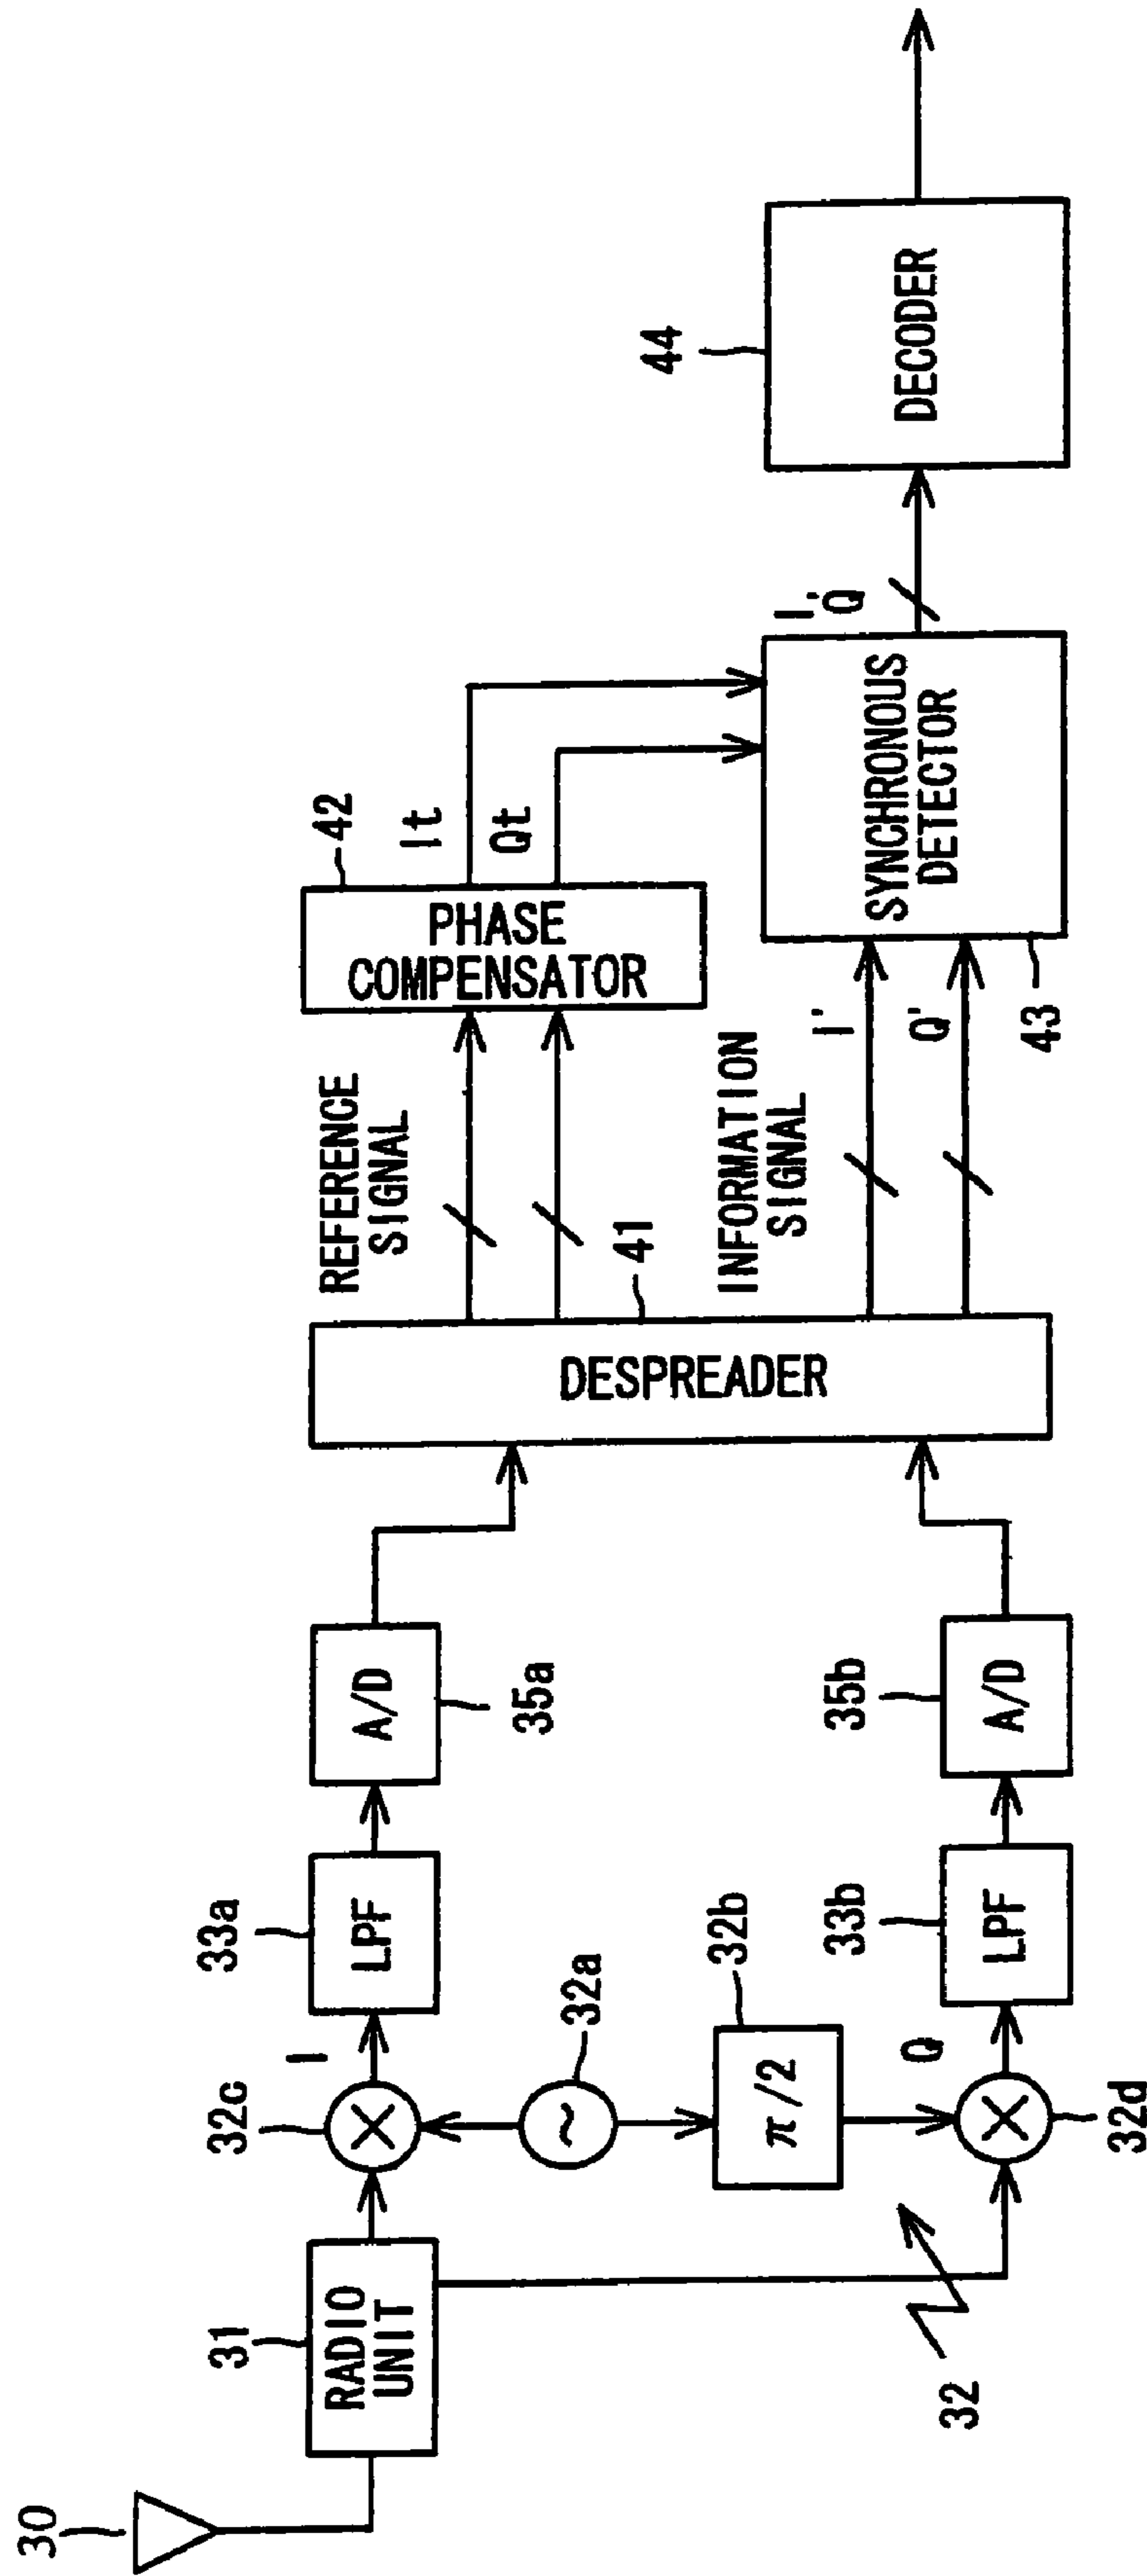 30
31
RADIO
UNIT
32
32c
I
32a
32b
π/2
Q
32d
33a
LPF
33b
LPF
35a
A/D
35b
A/D
DESPREADER
41
REFERENCE
SIGNAL
INFORMATION
SIGNAL
I'
Q'
42
PHASE
COMPENSATOR
It
Qt
43
SYNCHRONOUS
DETECTOR
I'
Q
44
DECODER